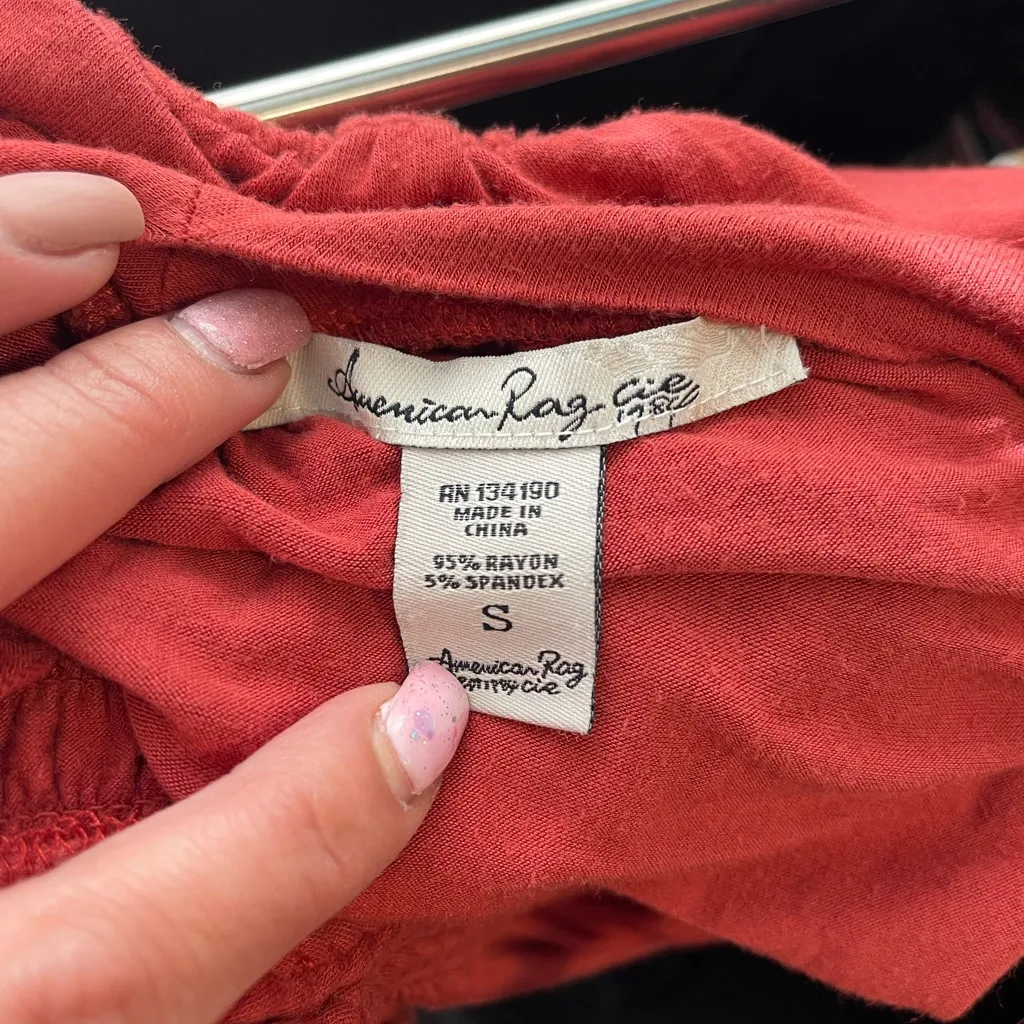 American Rag cie
RN 134190
MADE IN
CHINA
95% RAYON
5% SPANDEX
S
American Rag
cie